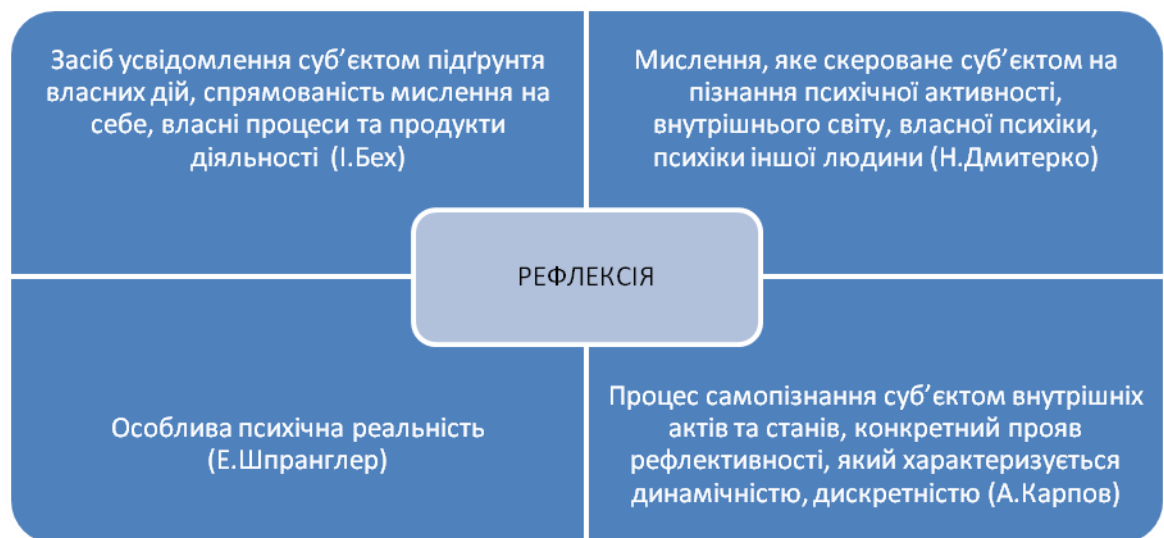 Засіб усвідомлення суб’єктом підґрунтя
власних дій, спрямованість мислення на
себе, власні процеси та продукти
діяльності (І.Бех)
Мислення, яке скероване суб’єктом на
пізнання психічної активності,
внутрішнього світу, власної психіки,
психіки іншої людини (Н.Дмитерко)
РЕФЛЕКСІЯ
Особлива психічна реальність
(Е.Шпранглер)
Процес самопізнання суб’єктом внутрішніх
актів та станів, конкретний прояв
рефлективності, який характеризується
динамічністю, дискретністю (А.Карпов)